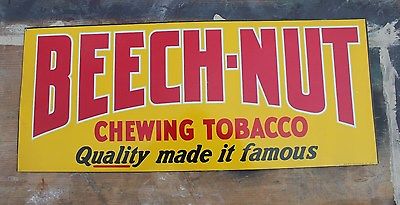 BEECH-NUT
CHEWING TOBACCO
Quality made it famous